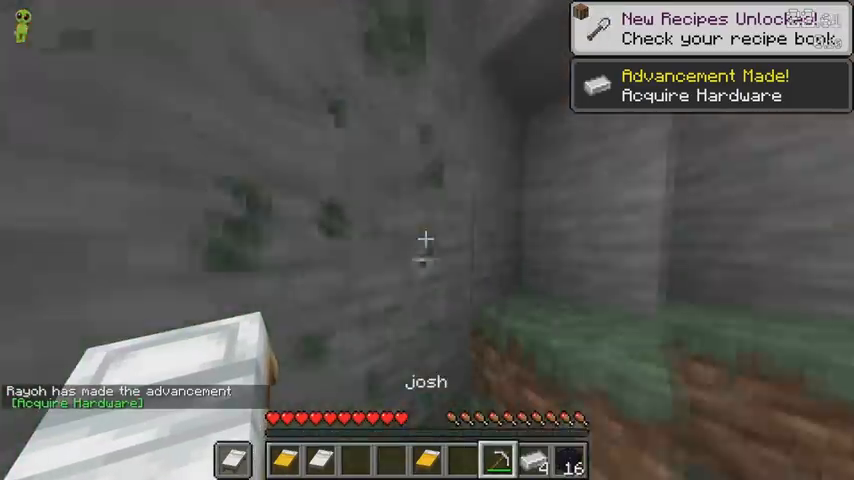 New Recipes Unlocked!
Check your recipe book
Advancement Made!
Acquire Hardware
Rayoh has made the advancement
[Acquire Hardware]
josh
4
16